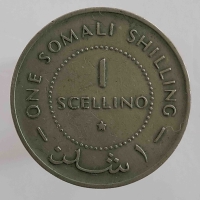 — ONE SOMALI SHILLING —
1
SCELLINO
١ شلن